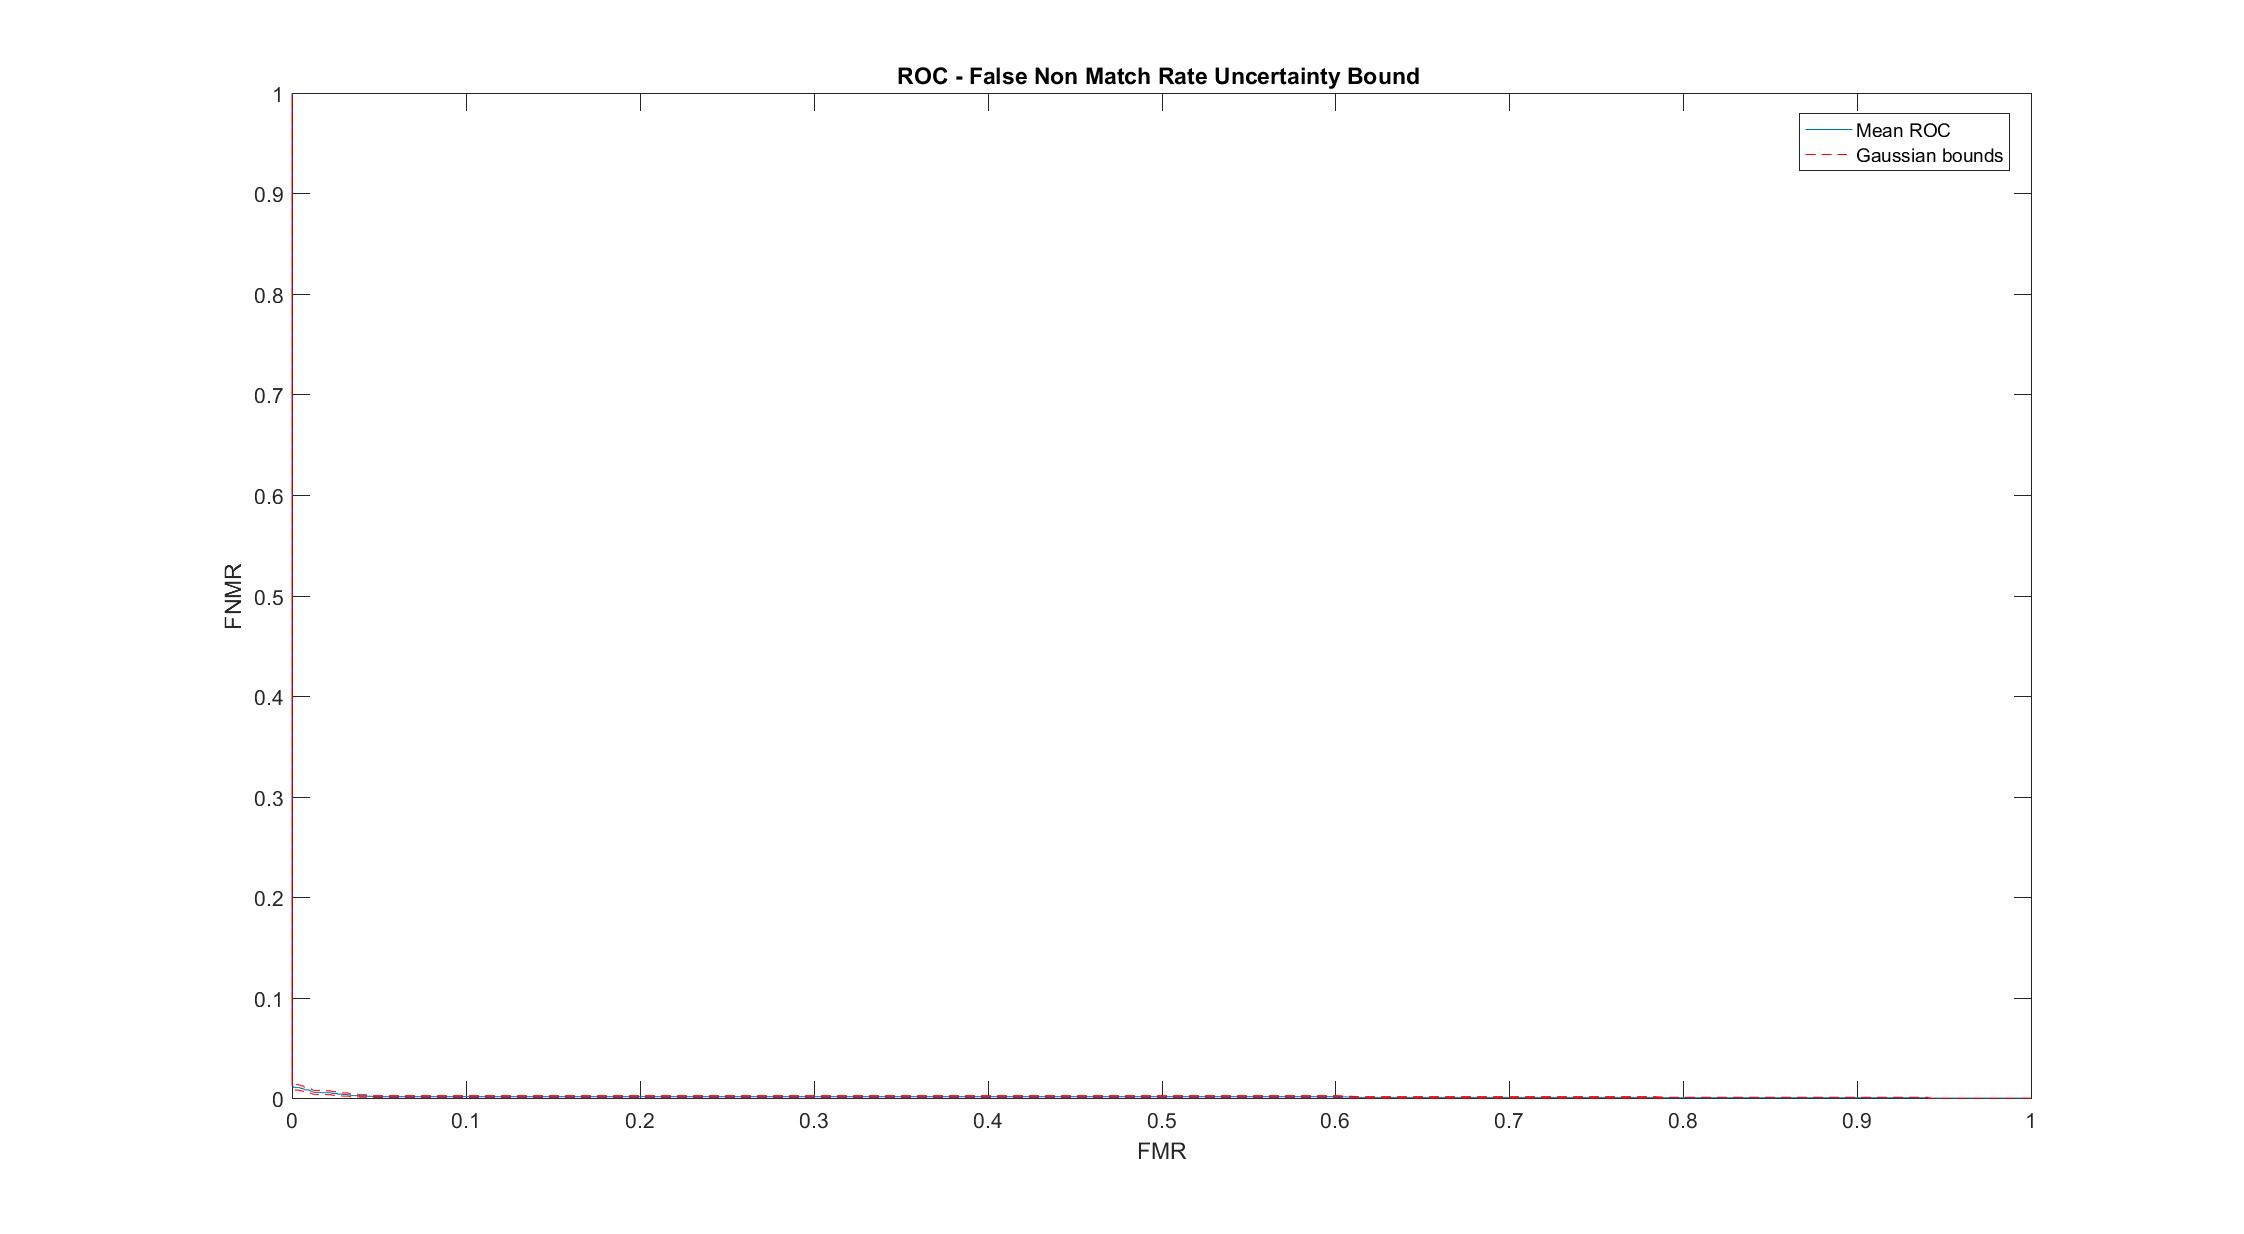 ROC - False Non Match Rate Uncertainty Bound
1
0.9
0.8
0.7
0.6
0.5
0.4
0.3
0.2
0.1
0
FNMR
Mean ROC
Gaussian bounds
0 0.1 0.2 0.3 0.4 0.5 0.6 0.7 0.8 0.9 1
FMR